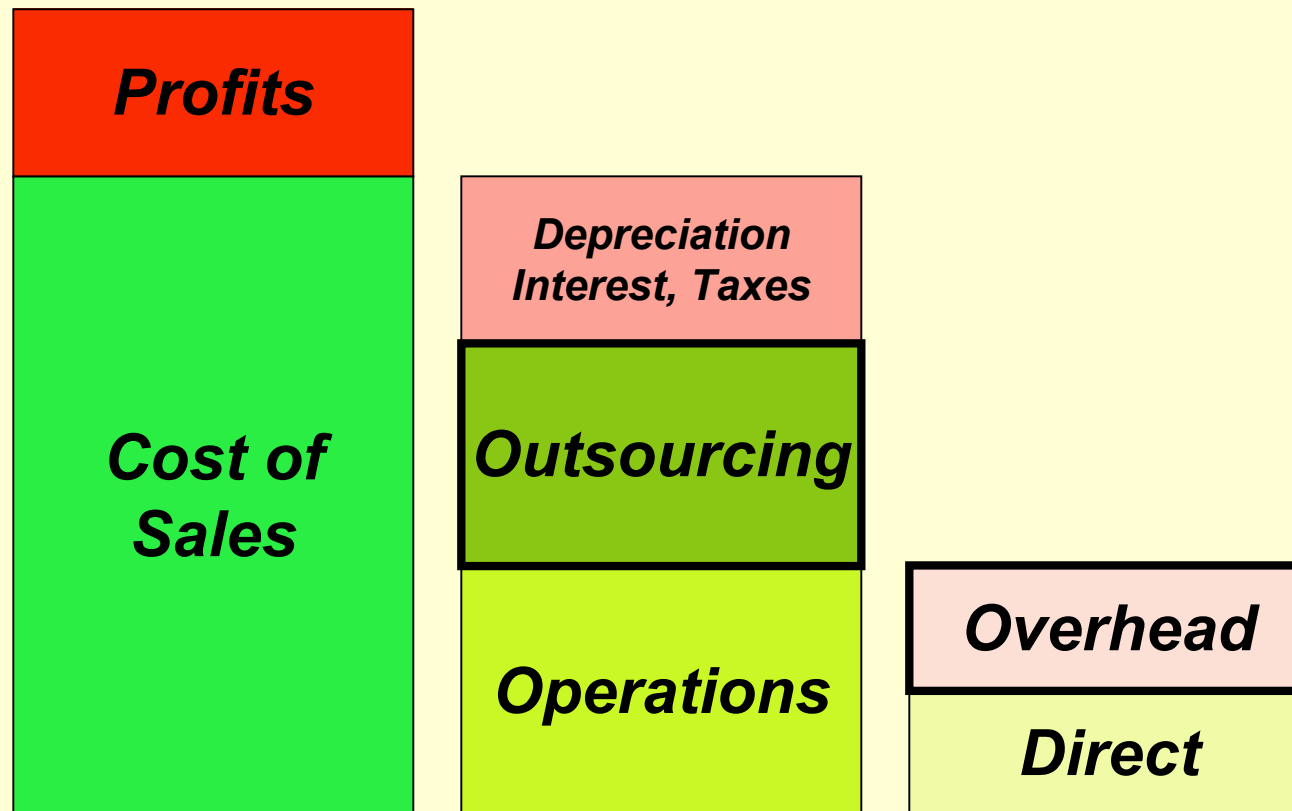 Profits
Cost of
Sales
Depreciation
Interest, Taxes
Outsourcing
Operations
Overhead
Direct